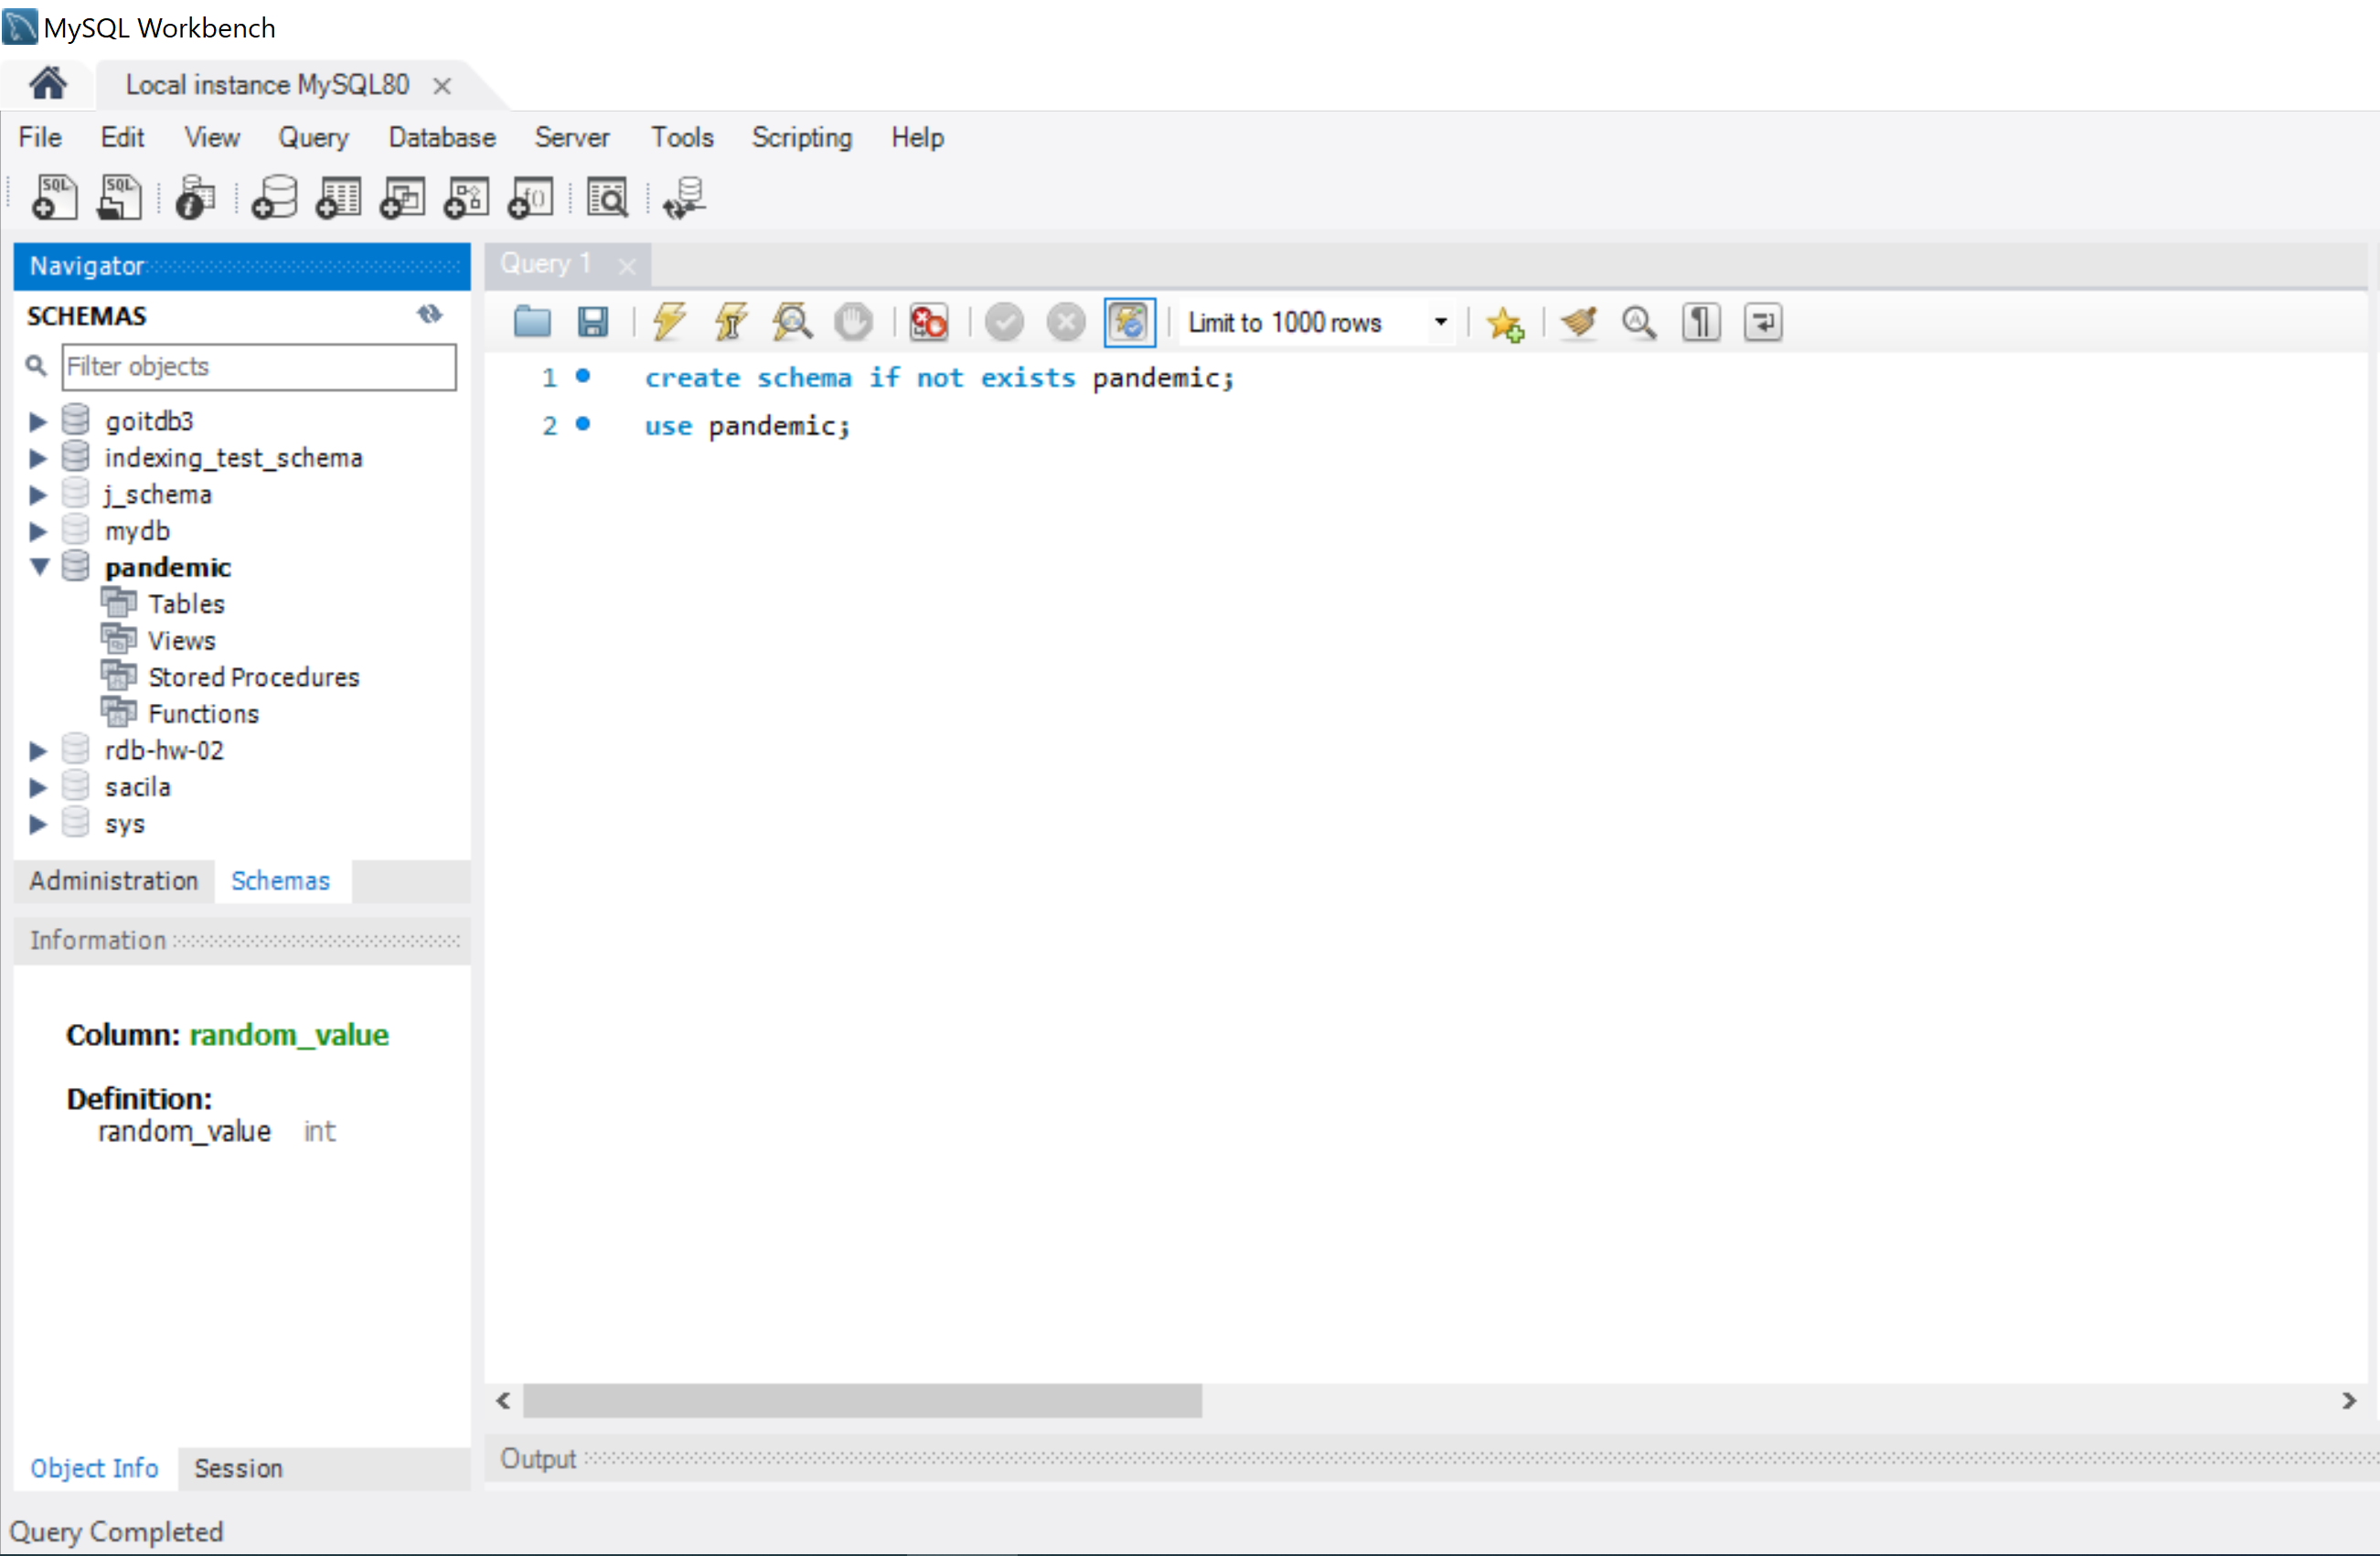 MySQL Workbench
Local instance MySQL80
File Edit View Query Database Server Tools Scripting Help
Navigator
SCHEMAS
Filter objects
goitdb3
indexing_test_schema
j_schema
mydb
pandemic
Tables
Views
Stored Procedures
Functions
rdb-hw-02
sacila
sys
Administration Schemas
Information
Column: random_value
Definition:
random_value int
Object Info Session
Query 1
Limit to 1000 rows
1 create schema if not exists pandemic;
2 use pandemic;
Output
Query Completed